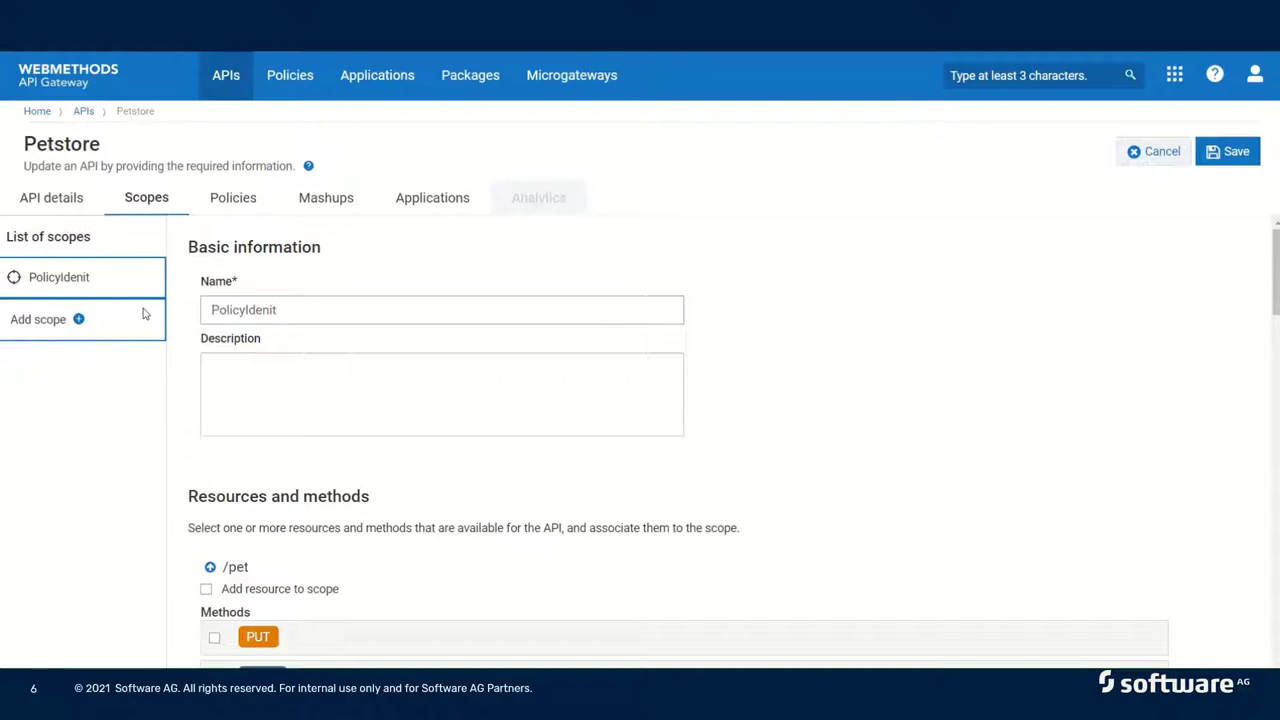 WEBMETHODS
API Gateway
APIs
Policies
Applications
Packages
Microgateways
Type at least 3 characters.
Home
APIs
Petstore
Petstore
Update an API by providing the required information.
Cancel
Save
API details
Scopes
Policies
Mashups
Applications
Analytics
List of scopes
PolicyIdenit
Add scope
Basic information
Name*
PolicyIdenit
Description
Resources and methods
Select one or more resources and methods that are available for the API, and associate them to the scope.
/pet
Add resource to scope
Methods
PUT
6
© 2021 Software AG. All rights reserved. For internal use only and for Software AG Partners.
software AG